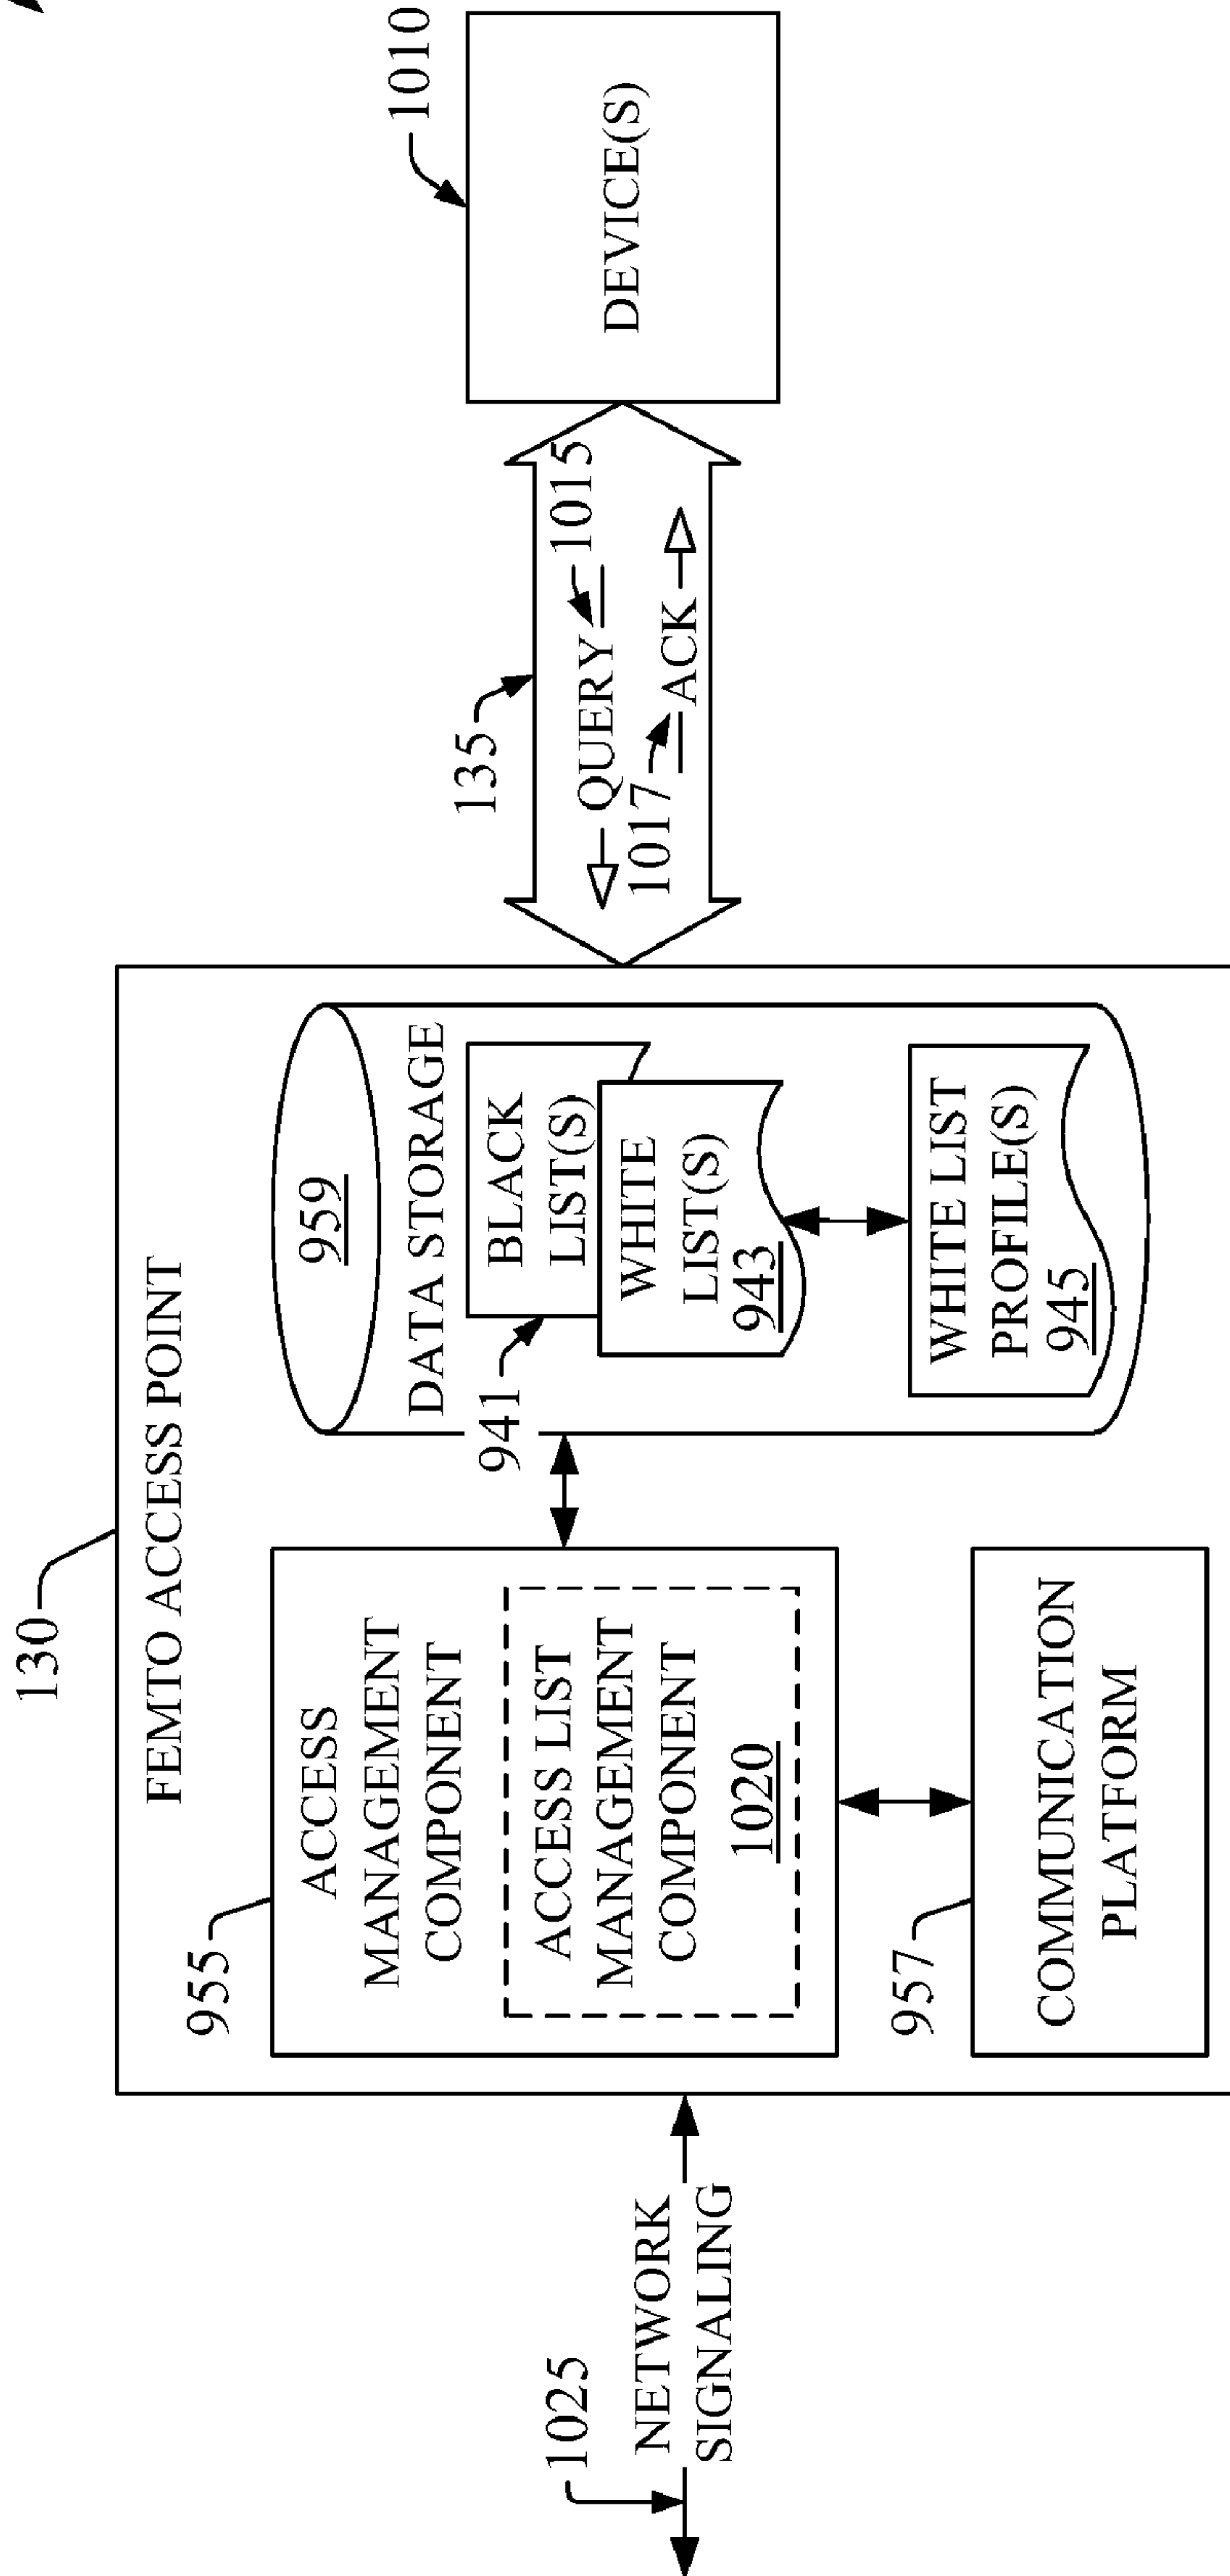 130
FEMTO ACCESS POINT
955
ACCESS
MANAGEMENT
COMPONENT
ACCESS LIST
MANAGEMENT
COMPONENT
1020
957
COMMUNICATION
PLATFORM
959
DATA STORAGE
941
BLACK
LIST(S)
WHITE
LIST(S)
943
WHITE LIST
PROFILE(S)
945
1025
NETWORK
SIGNALING
135
QUERY
1015
1017
ACK
1010
DEVICE(S)